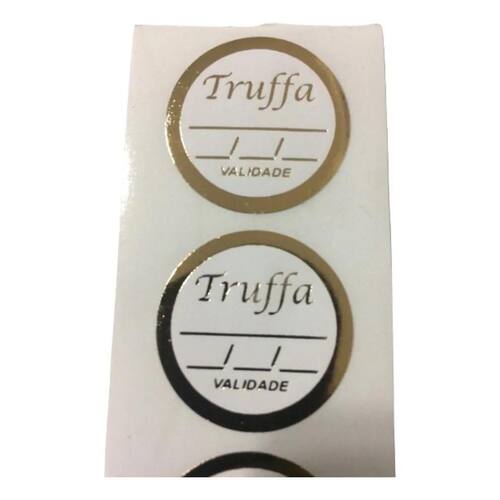 Truffa
__/__/__
VALIDADE
Truffa
__/__/__
VALIDADE